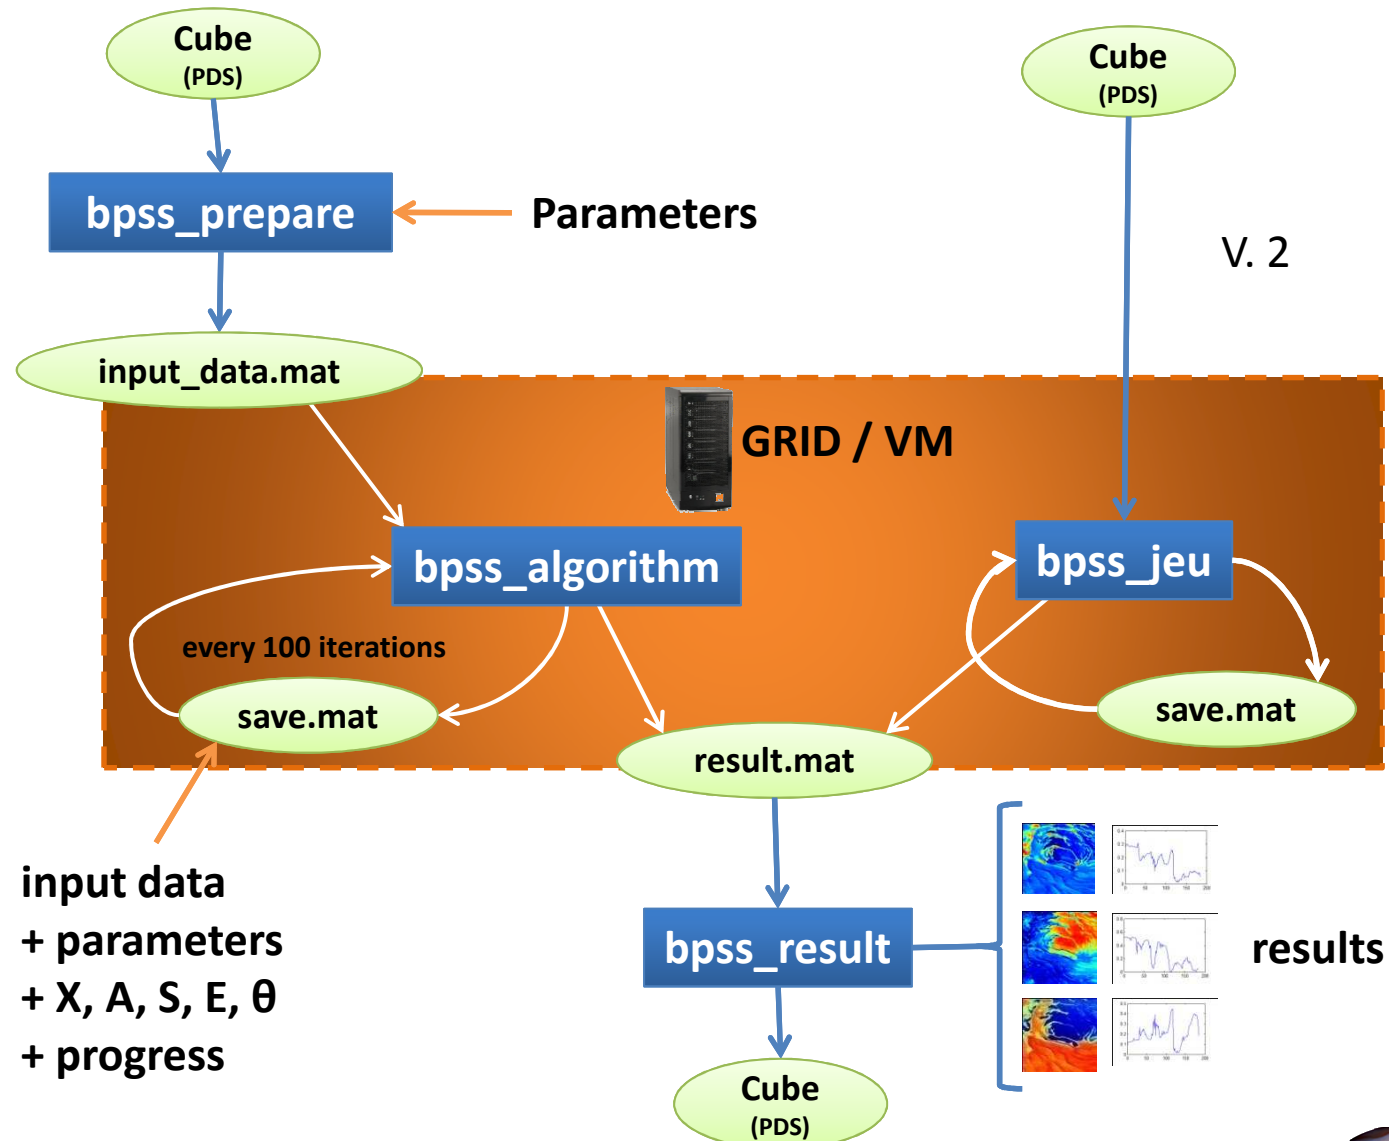 Cube
(PDS)
Cube
(PDS)
bpss_prepare
Parameters
V. 2
input_data.mat
GRID / VM
bpss_algorithm
bpss_jeu
every 100 iterations
save.mat
save.mat
result.mat
input data
+ parameters
+ X, A, S, E, θ
+ progress
bpss_result
results
Cube
(PDS)